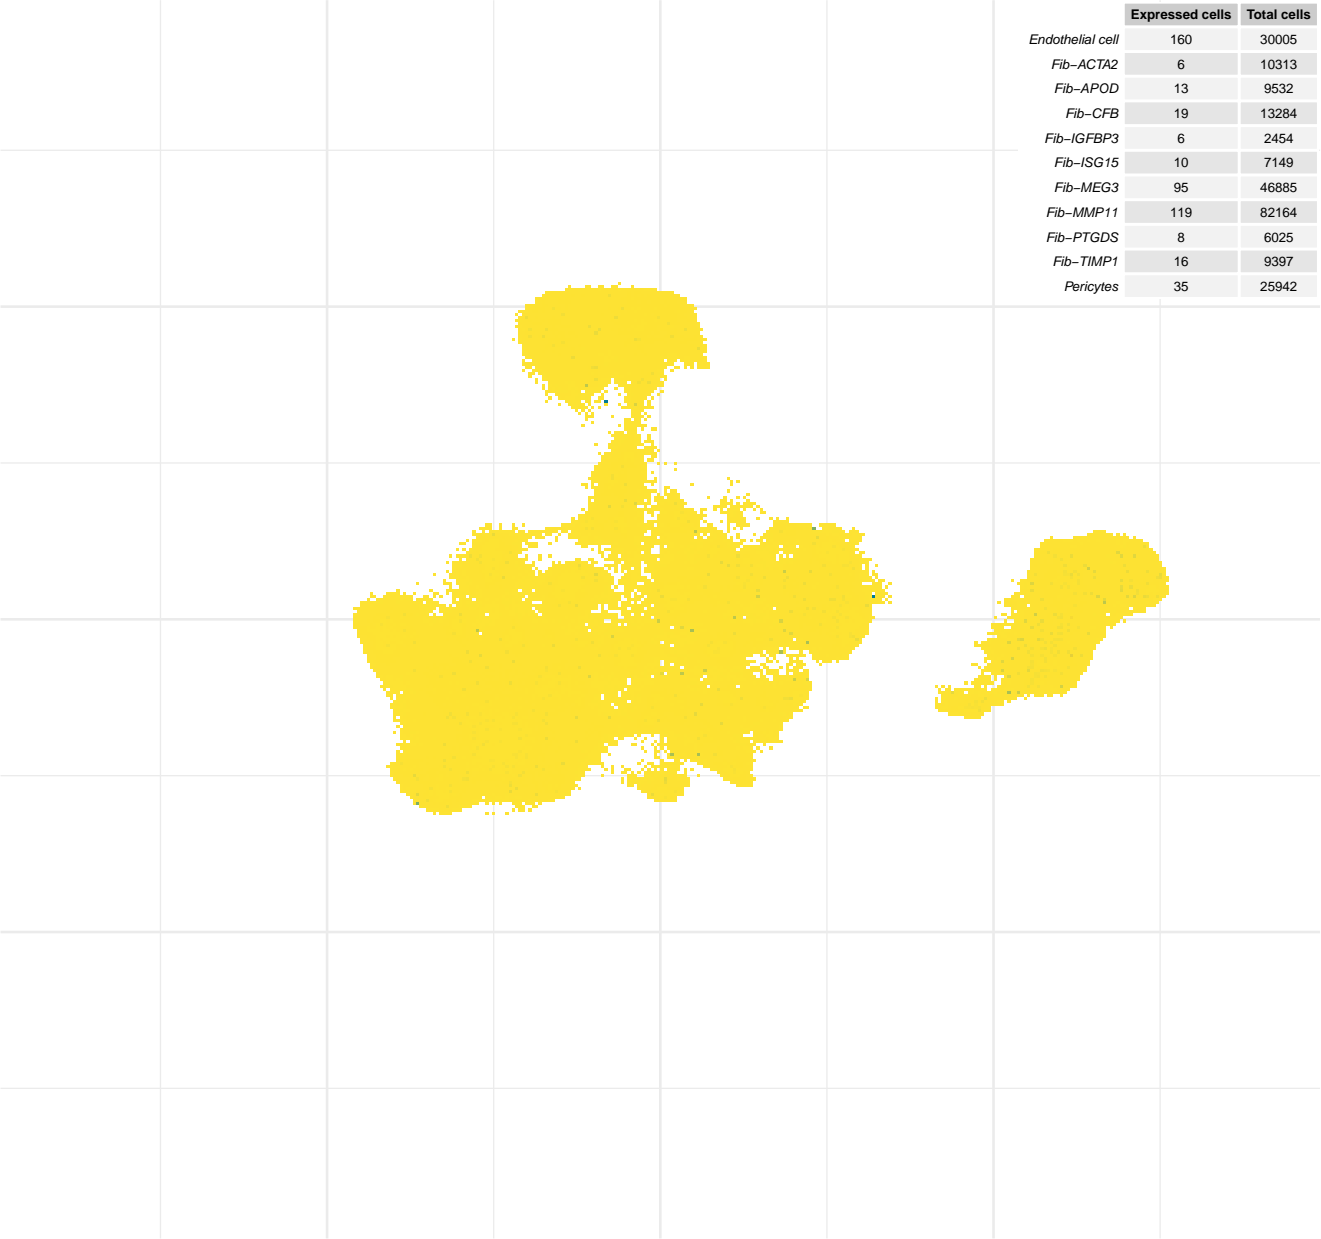 Expressed cells Total cells
Endothelial cell 160 30005
Fib−ACTA2 6 10313
Fib−APOD 13 9532
Fib−CFB 19 13284
Fib−IGFBP3 6 2454
Fib−ISG15 10 7149
Fib−MEG3 95 46885
Fib−MMP11 119 82164
Fib−PTGDS 8 6025
Fib−TIMP1 16 9397
Pericytes 35 25942